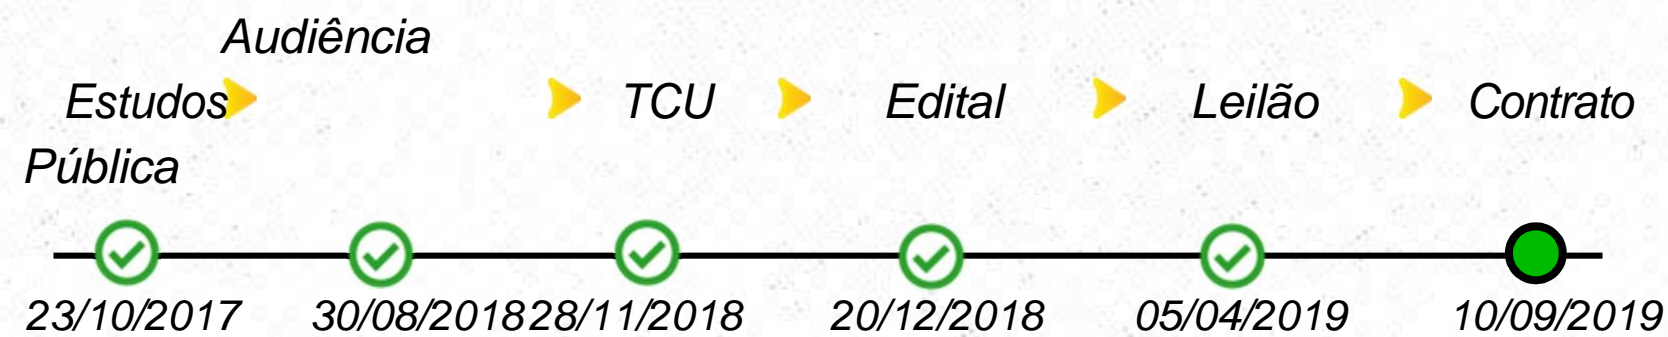 Audiência
Estudos TCU Edital Leilão Contrato
Pública
23/10/2017 30/08/2018 28/11/2018 20/12/2018 05/04/2019 10/09/2019